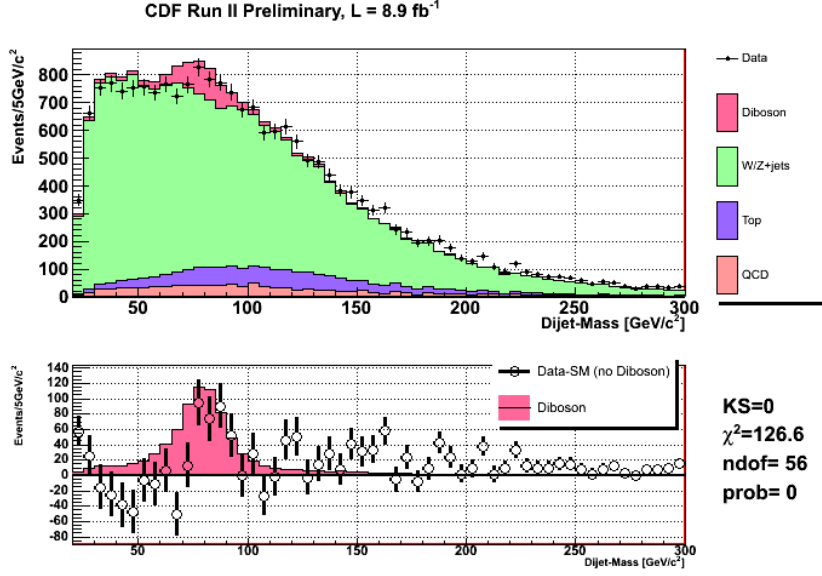 CDF Run II Preliminary, L = 8.9 fb⁻¹
Events/5GeV/c²
800
700
600
500
400
300
200
100
0
50
100
150
200
250
300
Dijet-Mass [GeV/c²]
Data
Diboson
W/Z+jets
Top
QCD
Events/5GeV/c²
140
120
100
80
60
40
20
0
-20
-40
-60
-80
50
100
150
200
250
300
Dijet-Mass [GeV/c²]
Data-SM (no Diboson)
Diboson
KS=0
χ²=126.6
ndof= 56
prob= 0